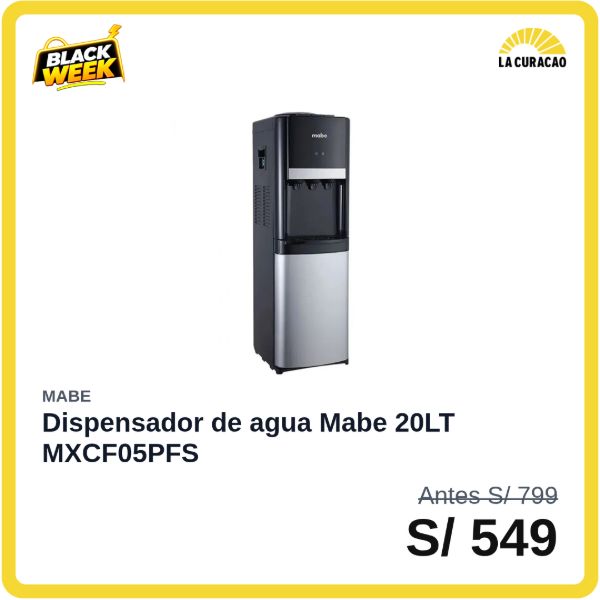 BLACK
WEEK
LA CURACAO
mabe
MABE
Dispensador de agua Mabe 20LT
MXCF05PFS
Antes S/ 799
S/ 549